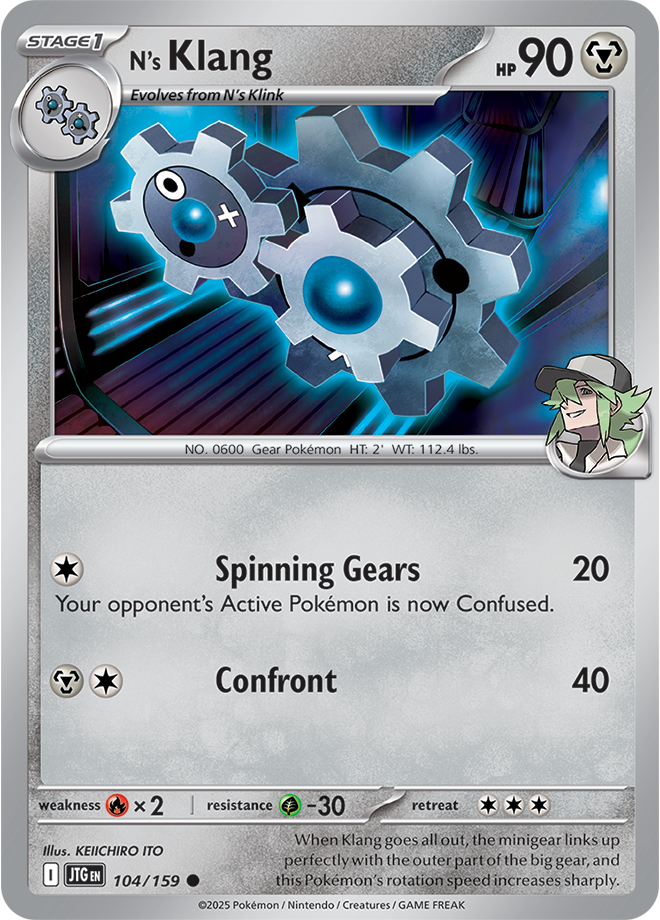 STAGE1
N's Klang
HP 90
Evolves from N's Klink
NO. 0600 Gear Pokémon HT: 2' WT: 112.4 lbs.
Spinning Gears 20
Your opponent's Active Pokémon is now Confused.
Confront 40
weakness ×2 resistance -30 retreat
Illus. KEIICHIRO ITO
When Klang goes all out, the minigear links up
perfectly with the outer part of the big gear, and
this Pokémon's rotation speed increases sharply.
I JTG EN 104/159
©2025 Pokémon / Nintendo / Creatures / GAME FREAK